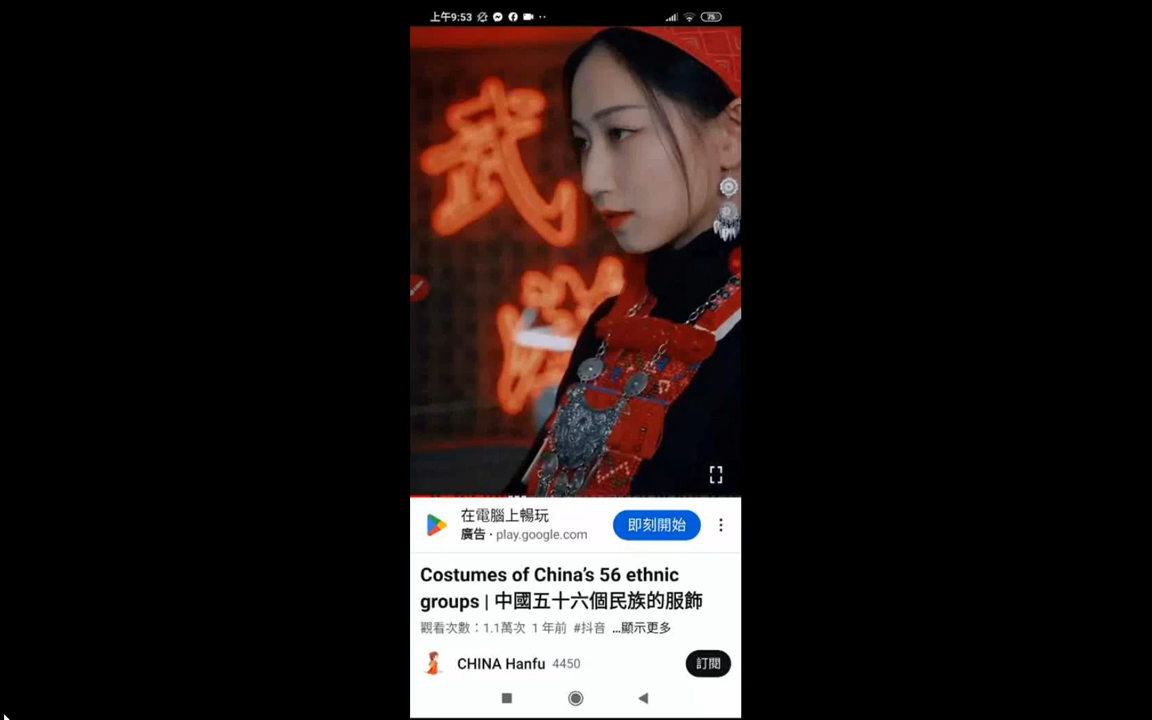 上午9:53
75
武
在電腦上暢玩
廣告 · play.google.com
即刻開始
Costumes of China's 56 ethnic
groups | 中國五十六個民族的服飾
觀看次數：1.1萬次 1 年前 #抖音 ...顯示更多
CHINA Hanfu 4450
訂閱